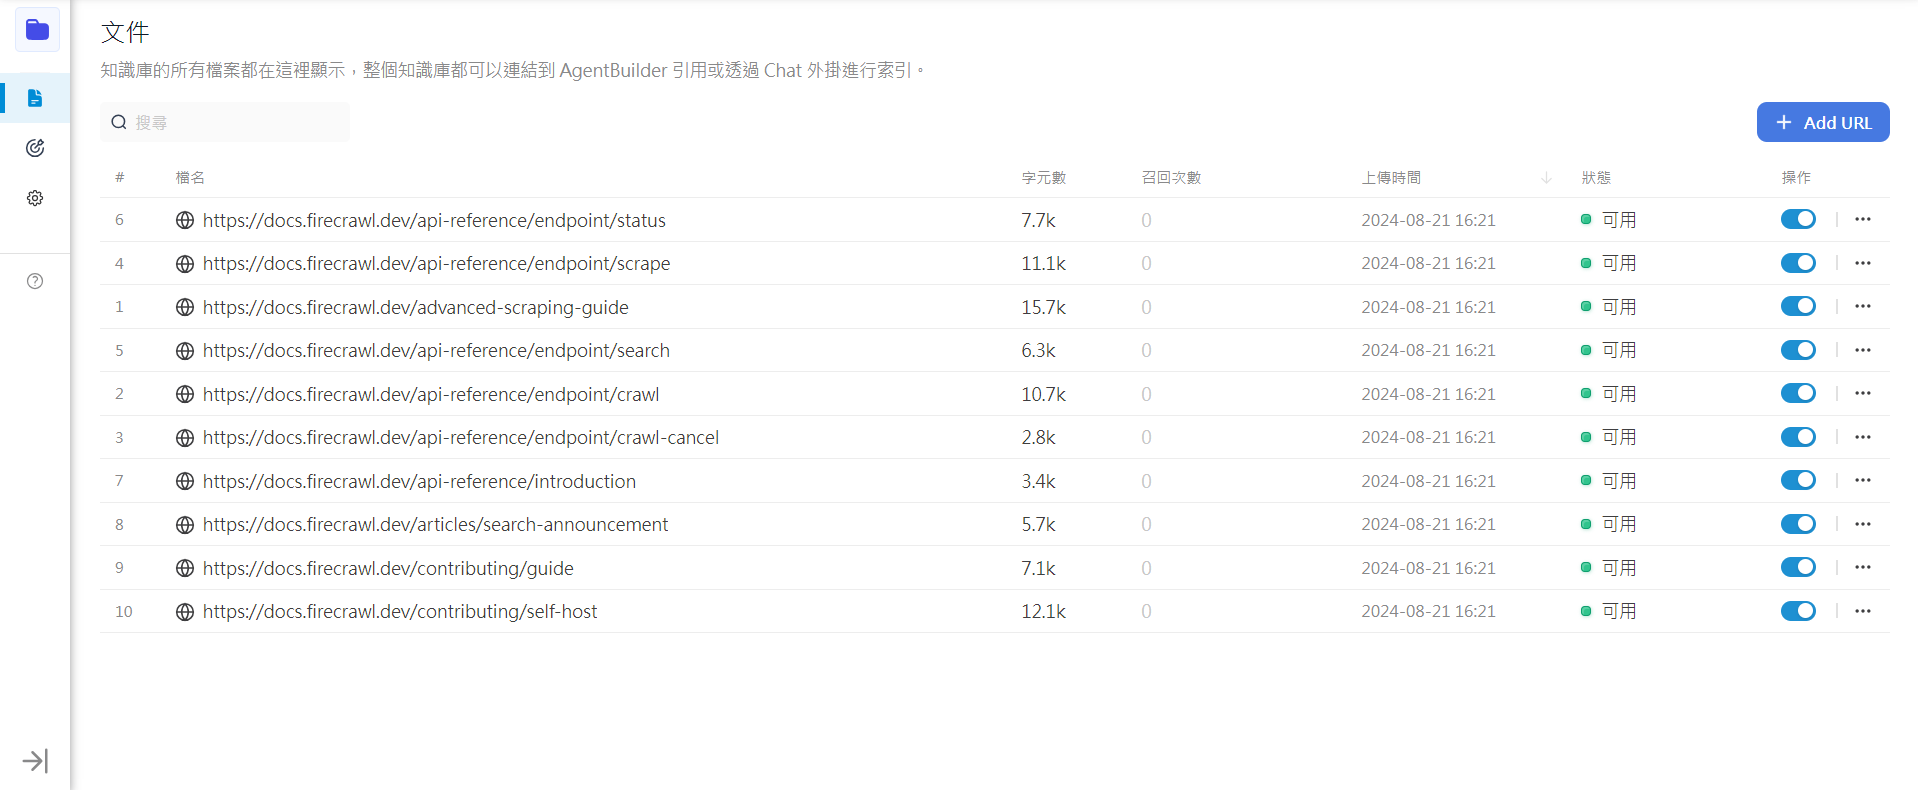 文件
知識庫的所有檔案都在這裡顯示，整個知識庫都可以連結到 AgentBuilder 引用或透過 Chat 外掛進行索引。
搜尋
+ Add URL
# 檔名 字元數 召回次數 上傳時間 ↓ 狀態 操作
6 https://docs.firecrawl.dev/api-reference/endpoint/status 7.7k 0 2024-08-21 16:21 可用
4 https://docs.firecrawl.dev/api-reference/endpoint/scrape 11.1k 0 2024-08-21 16:21 可用
1 https://docs.firecrawl.dev/advanced-scraping-guide 15.7k 0 2024-08-21 16:21 可用
5 https://docs.firecrawl.dev/api-reference/endpoint/search 6.3k 0 2024-08-21 16:21 可用
2 https://docs.firecrawl.dev/api-reference/endpoint/crawl 10.7k 0 2024-08-21 16:21 可用
3 https://docs.firecrawl.dev/api-reference/endpoint/crawl-cancel 2.8k 0 2024-08-21 16:21 可用
7 https://docs.firecrawl.dev/api-reference/introduction 3.4k 0 2024-08-21 16:21 可用
8 https://docs.firecrawl.dev/articles/search-announcement 5.7k 0 2024-08-21 16:21 可用
9 https://docs.firecrawl.dev/contributing/guide 7.1k 0 2024-08-21 16:21 可用
10 https://docs.firecrawl.dev/contributing/self-host 12.1k 0 2024-08-21 16:21 可用